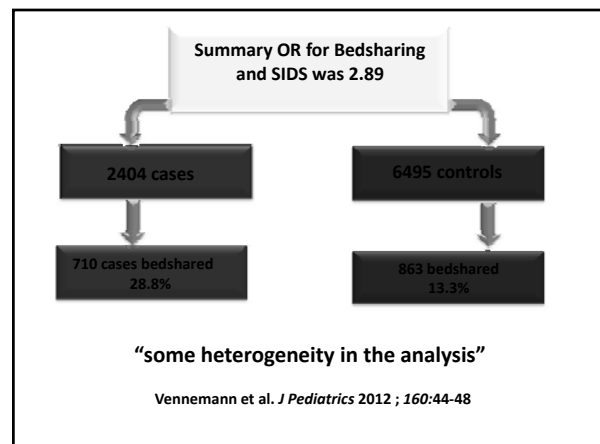 Summary OR for Bedsharing
and SIDS was 2.89
2404 cases
6495 controls
710 cases bedshared
28.8%
863 bedshared
13.3%
“some heterogeneity in the analysis”
Vennemann et al. J Pediatrics 2012 ; 160:44-48